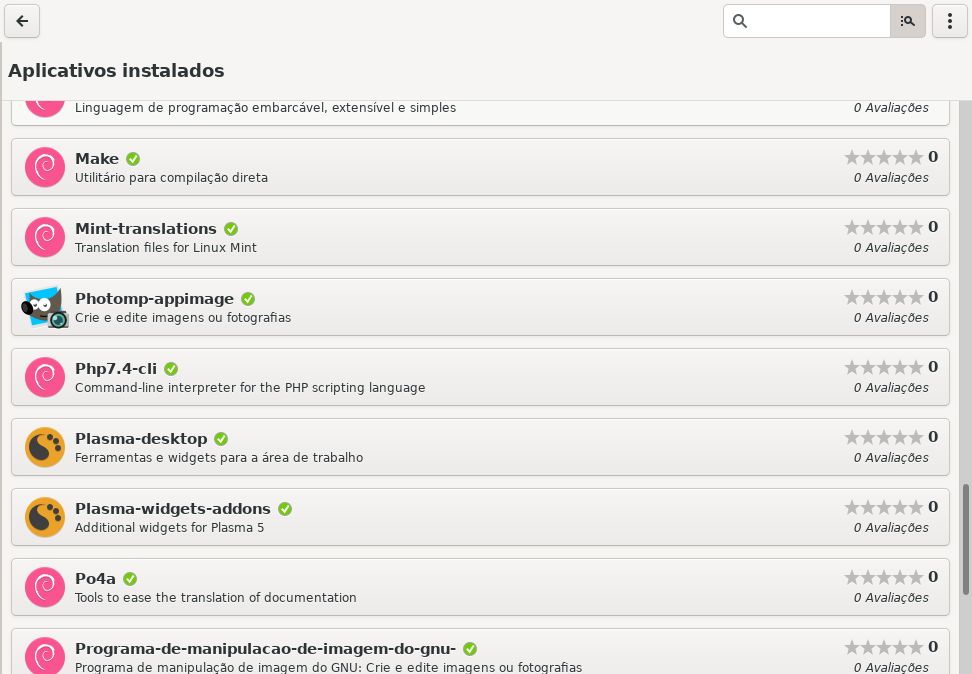 Aplicativos instalados
Linguagem de programação embarcável, extensível e simples
0 Avaliações
Make
0
Utilitário para compilação direta
0 Avaliações
Mint-translations
0
Translation files for Linux Mint
0 Avaliações
Photomp-appimage
0
Crie e edite imagens ou fotografias
0 Avaliações
Php7.4-cli
0
Command-line interpreter for the PHP scripting language
0 Avaliações
Plasma-desktop
0
Ferramentas e widgets para a área de trabalho
0 Avaliações
Plasma-widgets-addons
0
Additional widgets for Plasma 5
0 Avaliações
Po4a
0
Tools to ease the translation of documentation
0 Avaliações
Programa-de-manipulacao-de-imagem-do-gnu-
0
Programa de manipulação de imagem do GNU: Crie e edite imagens ou fotografias
0 Avaliações